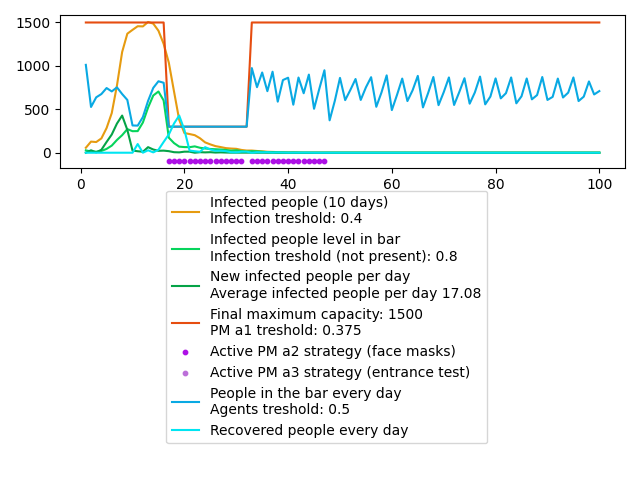 1500
1000
500
0
0
20
40
60
80
100
Infected people (10 days)
Infection treshold: 0.4
Infected people level in bar
Infection treshold (not present): 0.8
New infected people per day
Average infected people per day 17.08
Final maximum capacity: 1500
PM a1 treshold: 0.375
Active PM a2 strategy (face masks)
Active PM a3 strategy (entrance test)
People in the bar every day
Agents treshold: 0.5
Recovered people every day